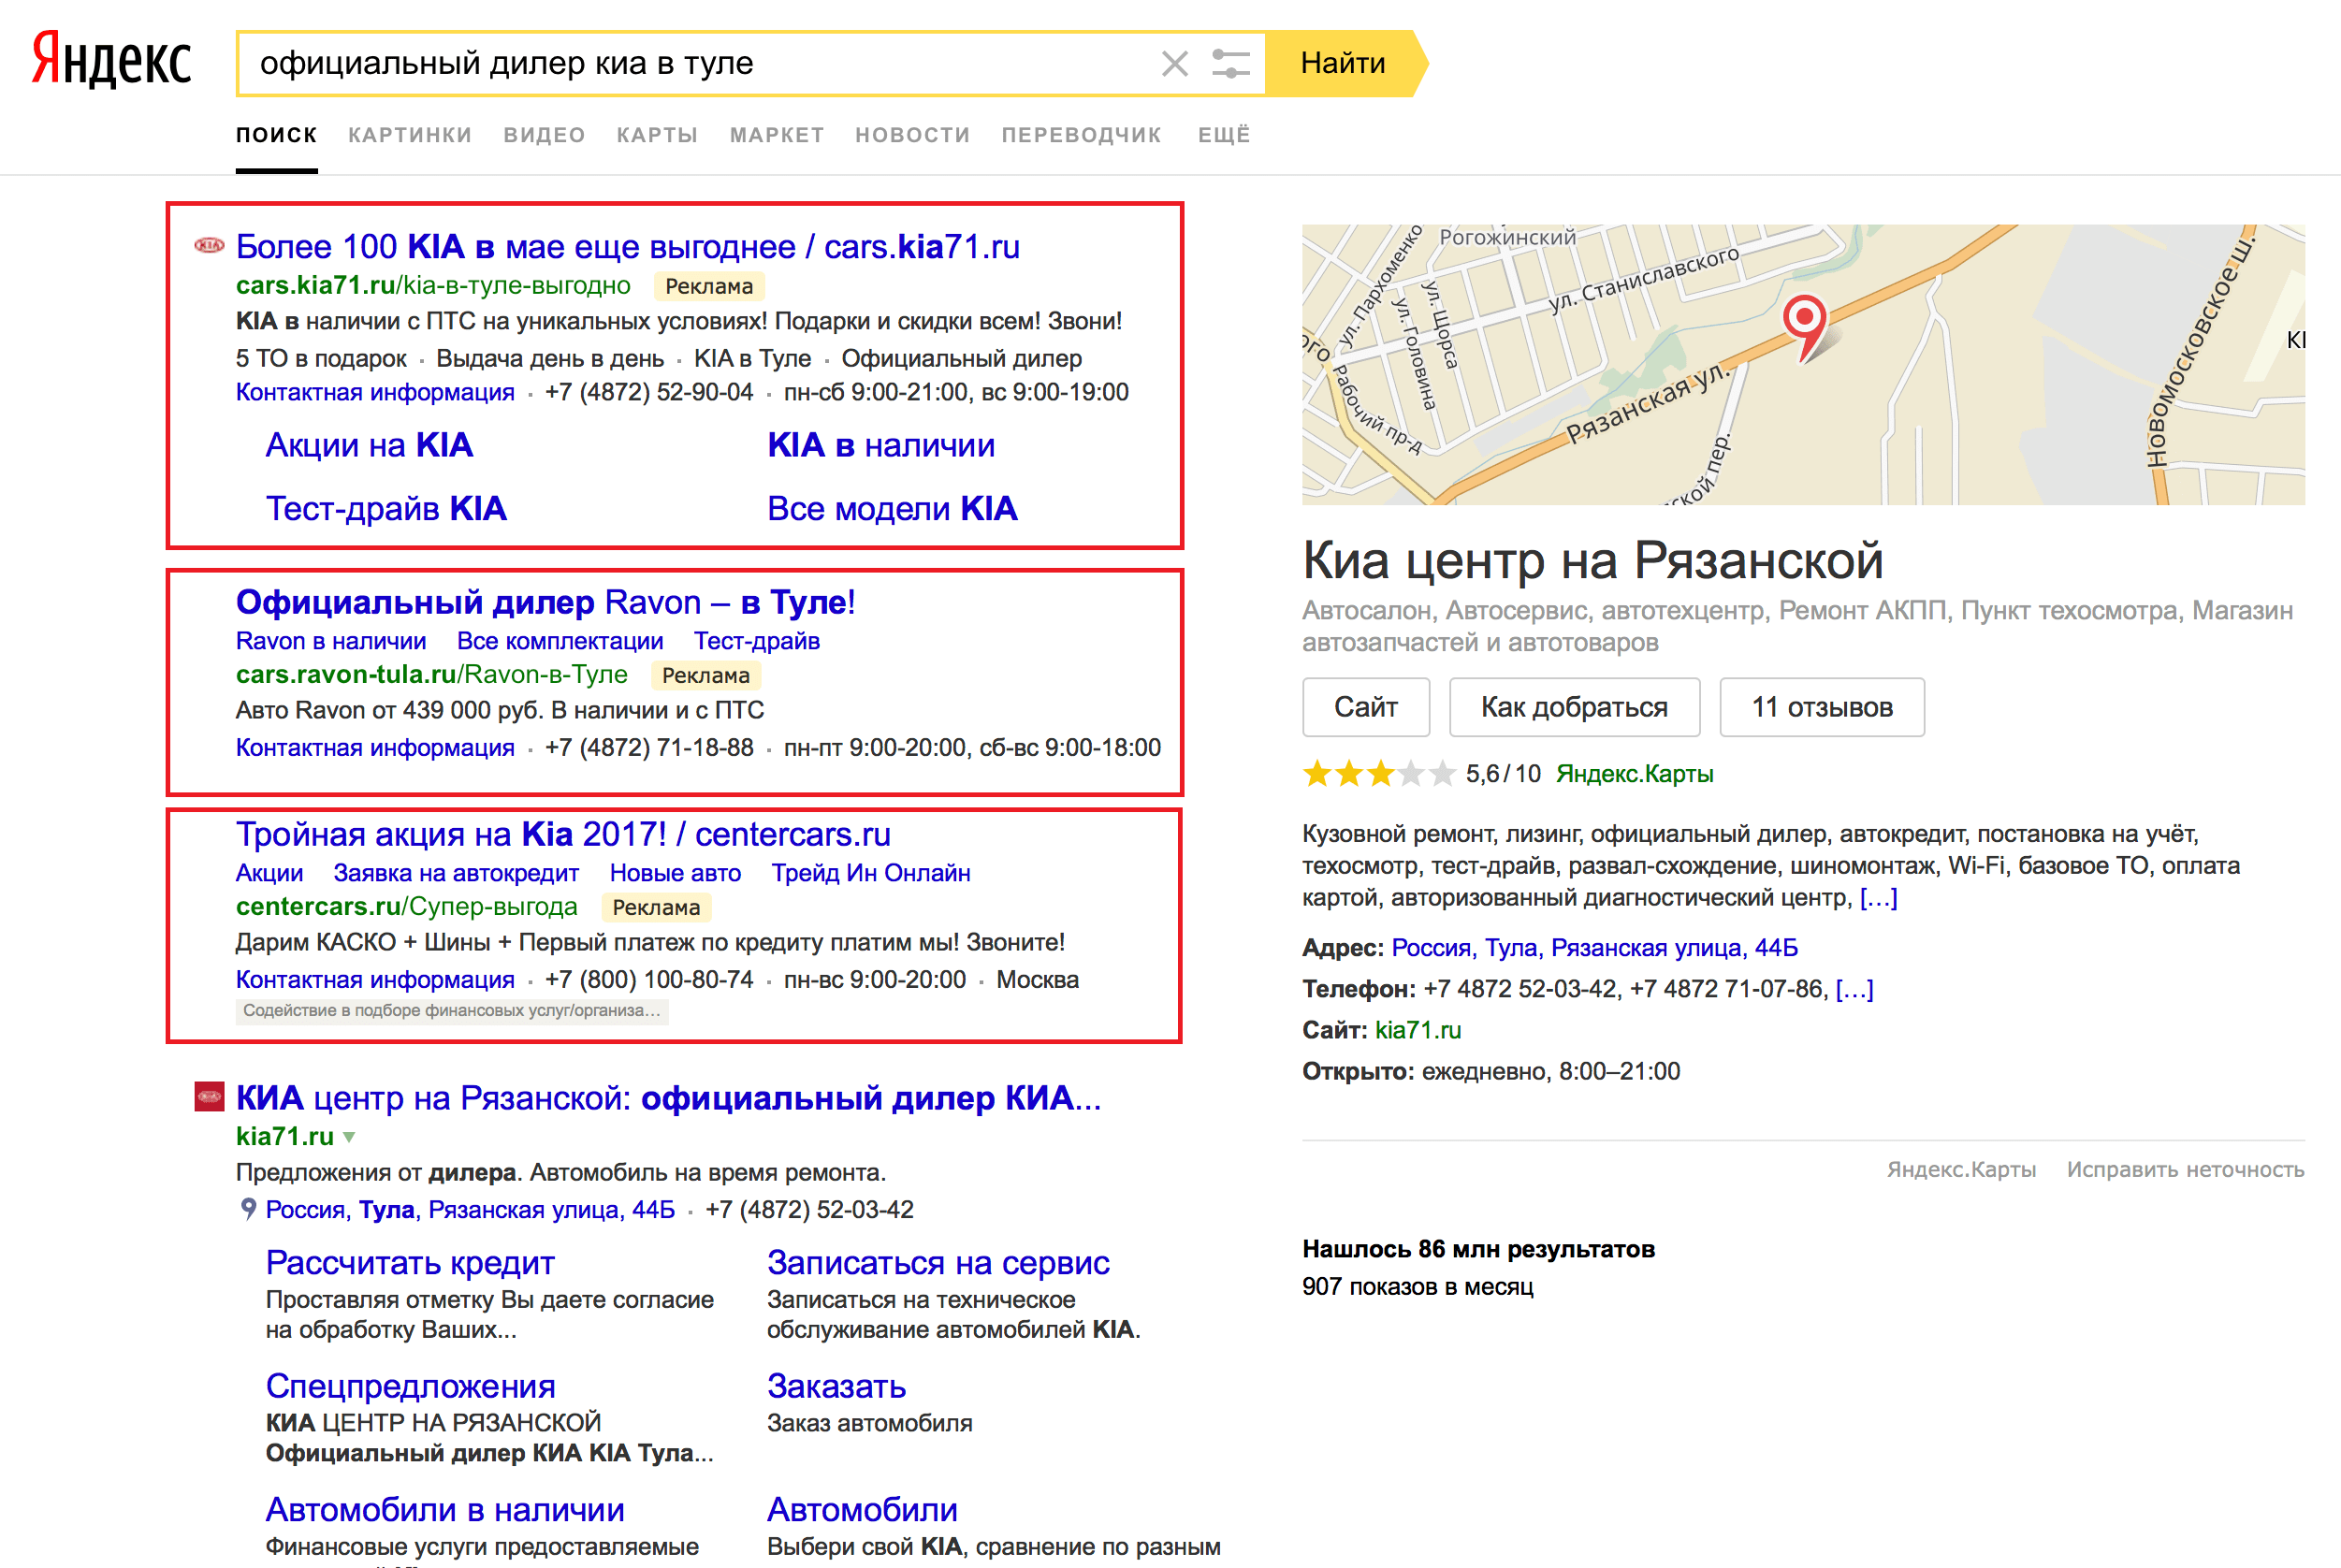 Яндекс
официальный дилер киа в туле
Найти
ПОИСК КАРТИНКИ ВИДЕО КАРТЫ МАРКЕТ НОВОСТИ ПЕРЕВОДЧИК ЕЩЁ
Более 100 KIA в мае еще выгоднее / cars.kia71.ru
cars.kia71.ru/kia-в-туле-выгодно Реклама
KIA в наличии с ПТС на уникальных условиях! Подарки и скидки всем! Звони!
5 ТО в подарок · Выдача день в день · KIA в Туле · Официальный дилер
Контактная информация · +7 (4872) 52-90-04 · пн-сб 9:00-21:00, вс 9:00-19:00
Акции на KIA KIA в наличии
Тест-драйв KIA Все модели KIA
Официальный дилер Ravon – в Туле!
Ravon в наличии Все комплектации Тест-драйв
cars.ravon-tula.ru/Ravon-в-Туле Реклама
Авто Ravon от 439 000 руб. В наличии и с ПТС
Контактная информация · +7 (4872) 71-18-88 · пн-пт 9:00-20:00, сб-вс 9:00-18:00
Тройная акция на Kia 2017! / centercars.ru
Акции Заявка на автокредит Новые авто Трейд Ин Онлайн
centercars.ru/Супер-выгода Реклама
Дарим КАСКО + Шины + Первый платеж по кредиту платим мы! Звоните!
Контактная информация · +7 (800) 100-80-74 · пн-вс 9:00-20:00 · Москва
Содействие в подборе финансовых услуг/организа...
КИА центр на Рязанской: официальный дилер КИА...
kia71.ru
Предложения от дилера. Автомобиль на время ремонта.
Россия, Тула, Рязанская улица, 44Б · +7 (4872) 52-03-42
Рассчитать кредит
Проставляя отметку Вы даете согласие
на обработку Ваших...
Записаться на сервис
Записаться на техническое
обслуживание автомобилей KIA.
Спецпредложения
КИА ЦЕНТР НА РЯЗАНСКОЙ
Официальный дилер КИА KIA Тула...
Заказать
Заказ автомобиля
Автомобили в наличии
Финансовые услуги предоставляемые
Автомобили
Выбери свой KIA, сравнение по разным
Рогожинский
ул. Пархоменко
ул. Станиславского
ул. Щорса
ул. Головина
ого
Рабочий пр-д
Рязанская ул.
ской пер.
Новомосковское ш.
KI
Киа центр на Рязанской
Автосалон, Автосервис, автотехцентр, Ремонт АКПП, Пункт техосмотра, Магазин
автозапчастей и автотоваров
Сайт Как добраться 11 отзывов
5,6/10 Яндекс.Карты
Кузовной ремонт, лизинг, официальный дилер, автокредит, постановка на учёт,
техосмотр, тест-драйв, развал-схождение, шиномонтаж, Wi-Fi, базовое ТО, оплата
картой, авторизованный диагностический центр, [...]
Адрес: Россия, Тула, Рязанская улица, 44Б
Телефон: +7 4872 52-03-42, +7 4872 71-07-86, [...]
Сайт: kia71.ru
Открыто: ежедневно, 8:00–21:00
Яндекс.Карты Исправить неточность
Нашлось 86 млн результатов
907 показов в месяц